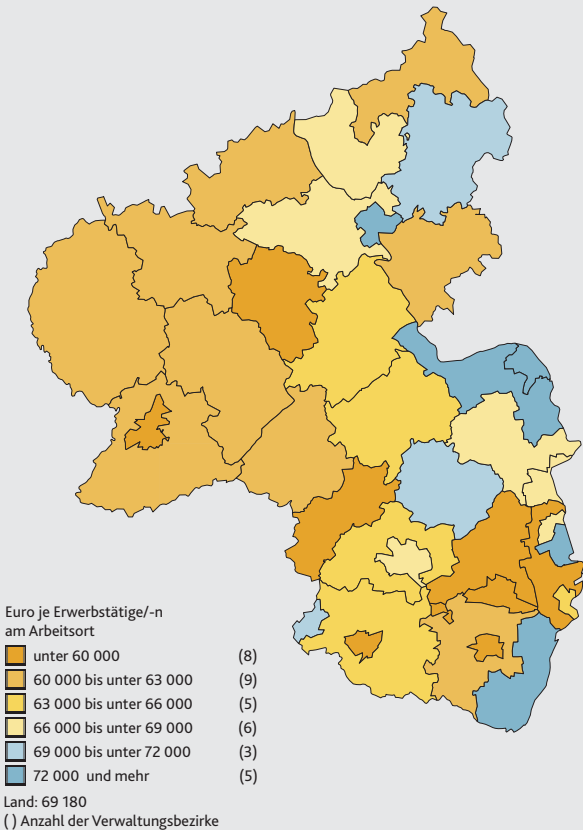 Euro je Erwerbstätige/-n
am Arbeitsort
unter 60 000 (8)
60 000 bis unter 63 000 (9)
63 000 bis unter 66 000 (5)
66 000 bis unter 69 000 (6)
69 000 bis unter 72 000 (3)
72 000 und mehr (5)
Land: 69 180
( ) Anzahl der Verwaltungsbezirke